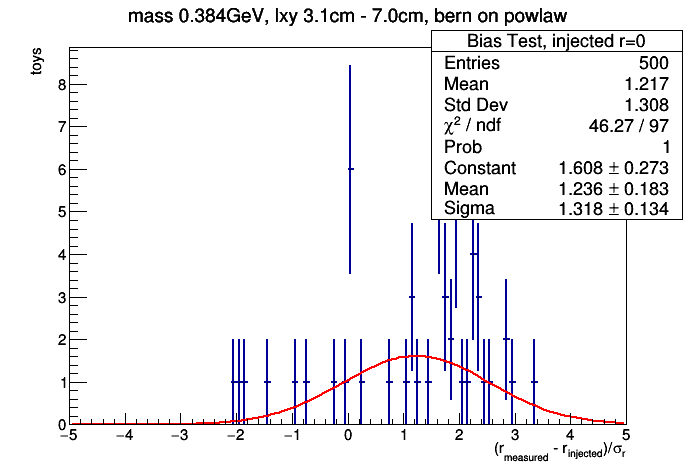 mass 0.384GeV, lxy 3.1cm - 7.0cm, bern on powlaw
Bias Test, injected r=0
Entries 500
Mean 1.217
Std Dev 1.308
χ² / ndf 46.27 / 97
Prob 1
Constant 1.608 ± 0.273
Mean 1.236 ± 0.183
Sigma 1.318 ± 0.134
toys
8
7
6
5
4
3
2
1
0
−5 −4 −3 −2 −1 0 1 2 3 4 5
(r_measured - r_injected)/σ_r